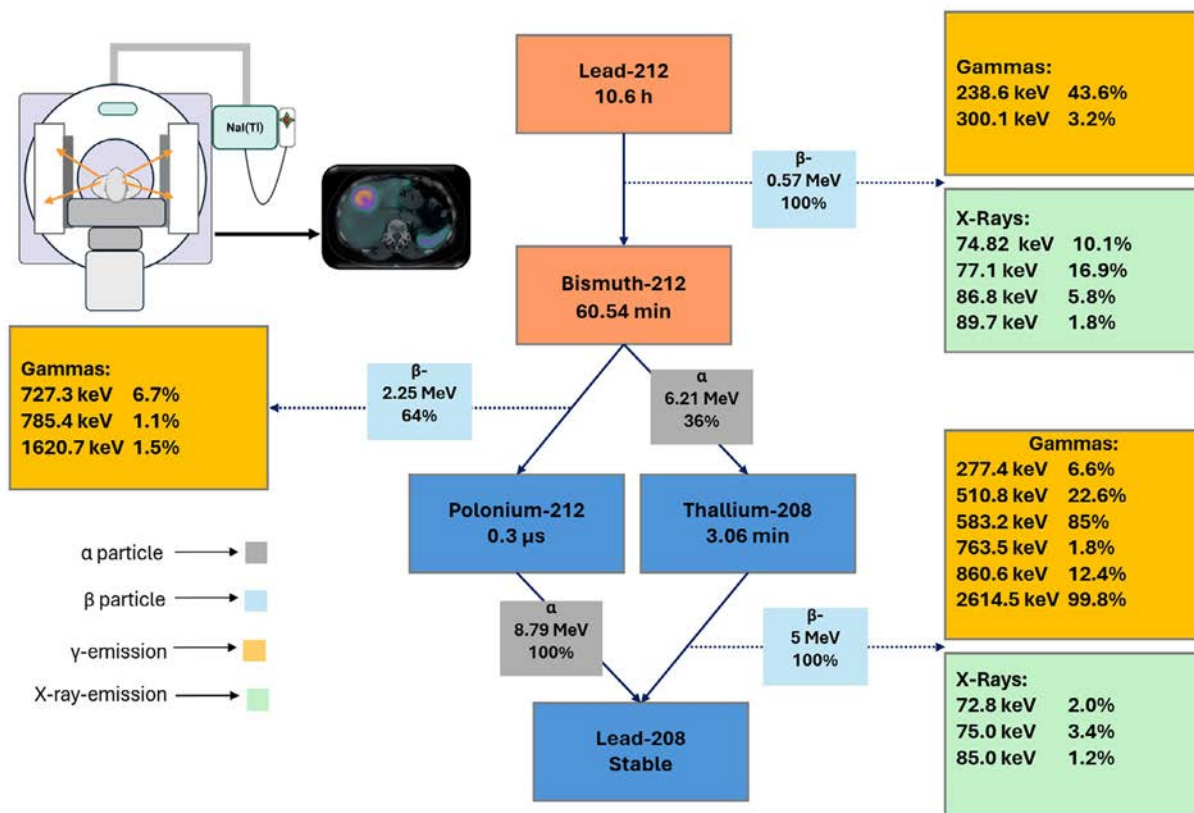 NaI(Tl)
Lead-212
10.6 h
β-
0.57 MeV
100%
Gammas:
238.6 keV 43.6%
300.1 keV 3.2%
X-Rays:
74.82 keV 10.1%
77.1 keV 16.9%
86.8 keV 5.8%
89.7 keV 1.8%
Bismuth-212
60.54 min
Gammas:
727.3 keV 6.7%
785.4 keV 1.1%
1620.7 keV 1.5%
β-
2.25 MeV
64%
α
6.21 MeV
36%
Polonium-212
0.3 µs
Thallium-208
3.06 min
Gammas:
277.4 keV 6.6%
510.8 keV 22.6%
583.2 keV 85%
763.5 keV 1.8%
860.6 keV 12.4%
2614.5 keV 99.8%
α particle
β particle
γ-emission
X-ray-emission
α
8.79 MeV
100%
β-
5 MeV
100%
X-Rays:
72.8 keV 2.0%
75.0 keV 3.4%
85.0 keV 1.2%
Lead-208
Stable